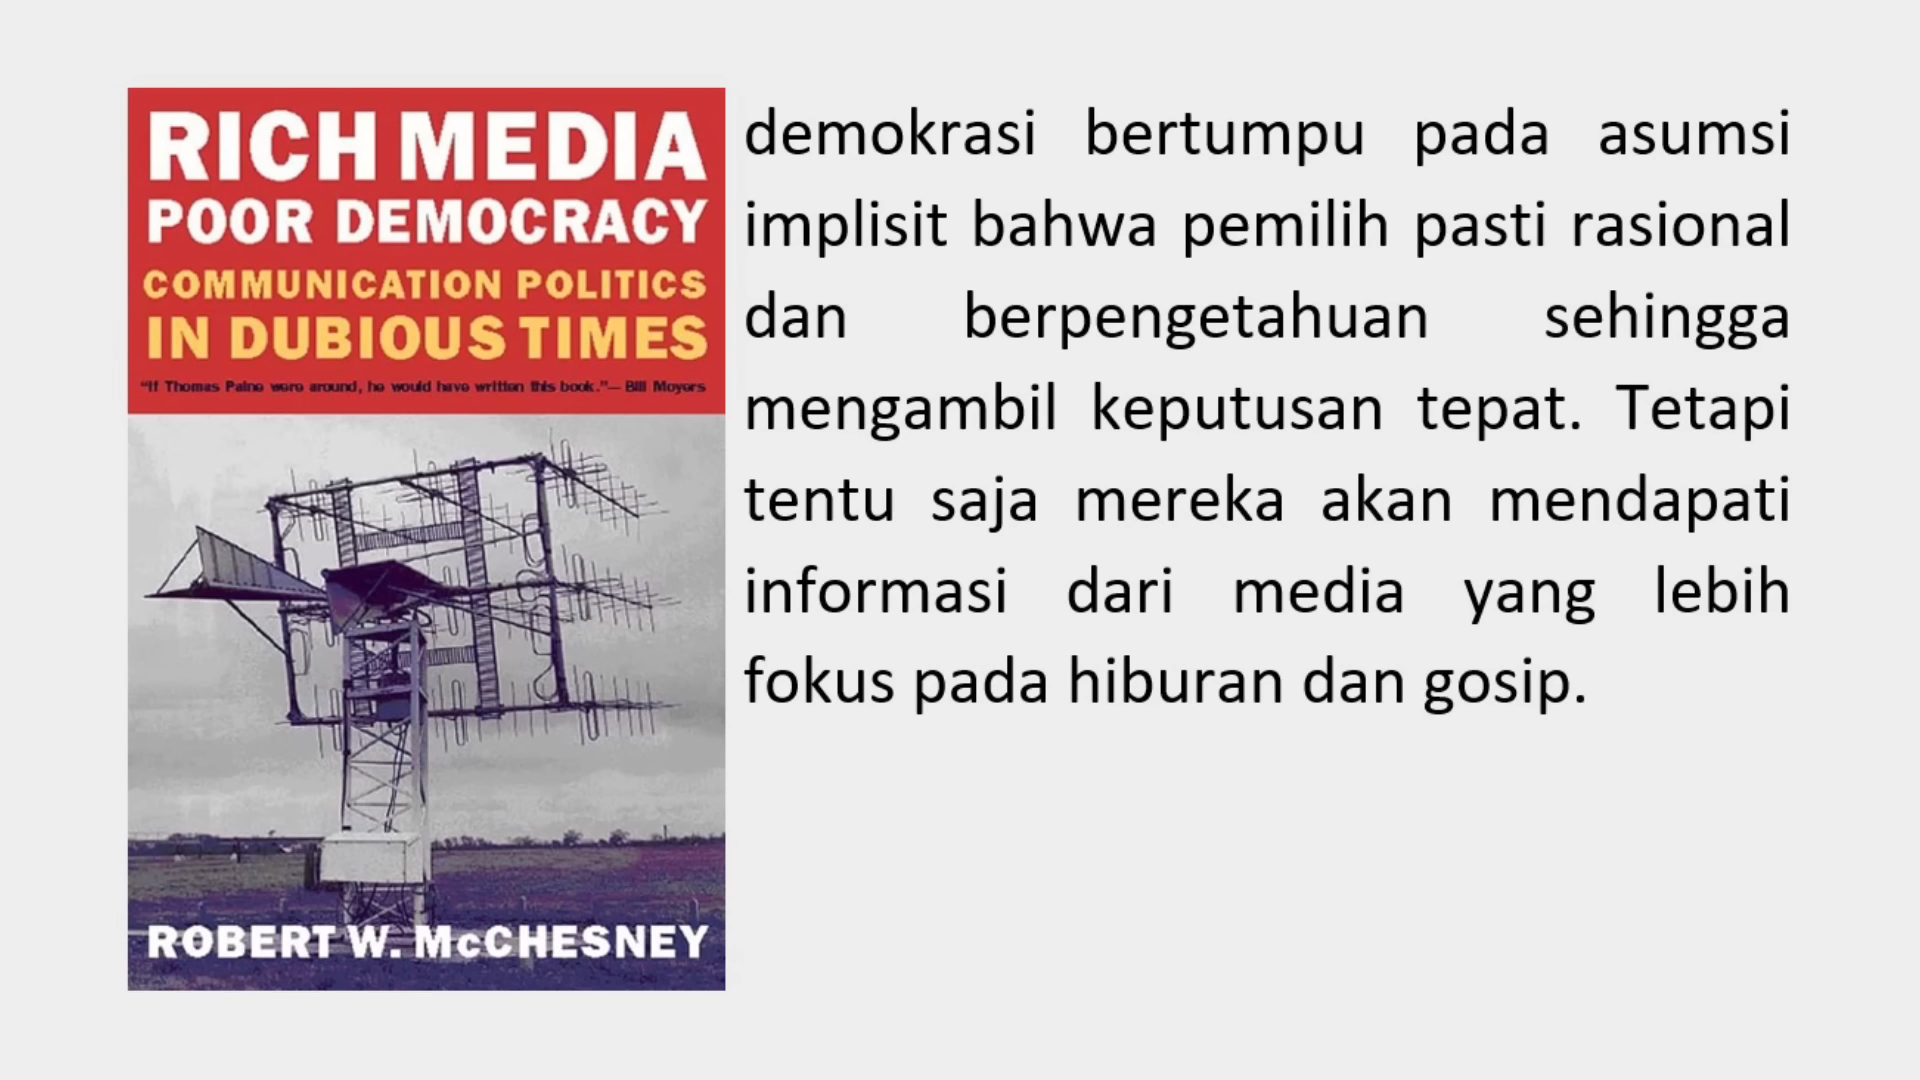 RICH MEDIA
POOR DEMOCRACY
COMMUNICATION POLITICS
IN DUBIOUS TIMES
"If Thomas Paine were around, he would have written this book."— Bill Moyers
ROBERT W. McCHESNEY
demokrasi bertumpu pada asumsi
implisit bahwa pemilih pasti rasional
dan berpengetahuan sehingga
mengambil keputusan tepat. Tetapi
tentu saja mereka akan mendapati
informasi dari media yang lebih
fokus pada hiburan dan gosip.